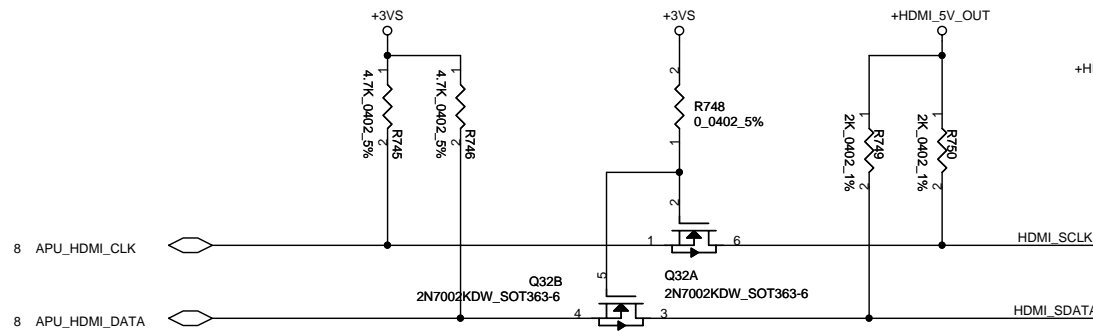 +3VS
+3VS
+HDMI_5V_OUT
+HI
1
4.7K_0402_5%
R745
2
1
4.7K_0402_5%
R746
2
2
R748
0_0402_5%
1
1
2K_0402_1%
R749
2
1
2K_0402_1%
R750
2
2
8 APU_HDMI_CLK
1
6
HDMI_SCLK
5
Q32B
2N7002KDW_SOT363-6
Q32A
2N7002KDW_SOT363-6
8 APU_HDMI_DATA
4
3
HDMI_SDATA